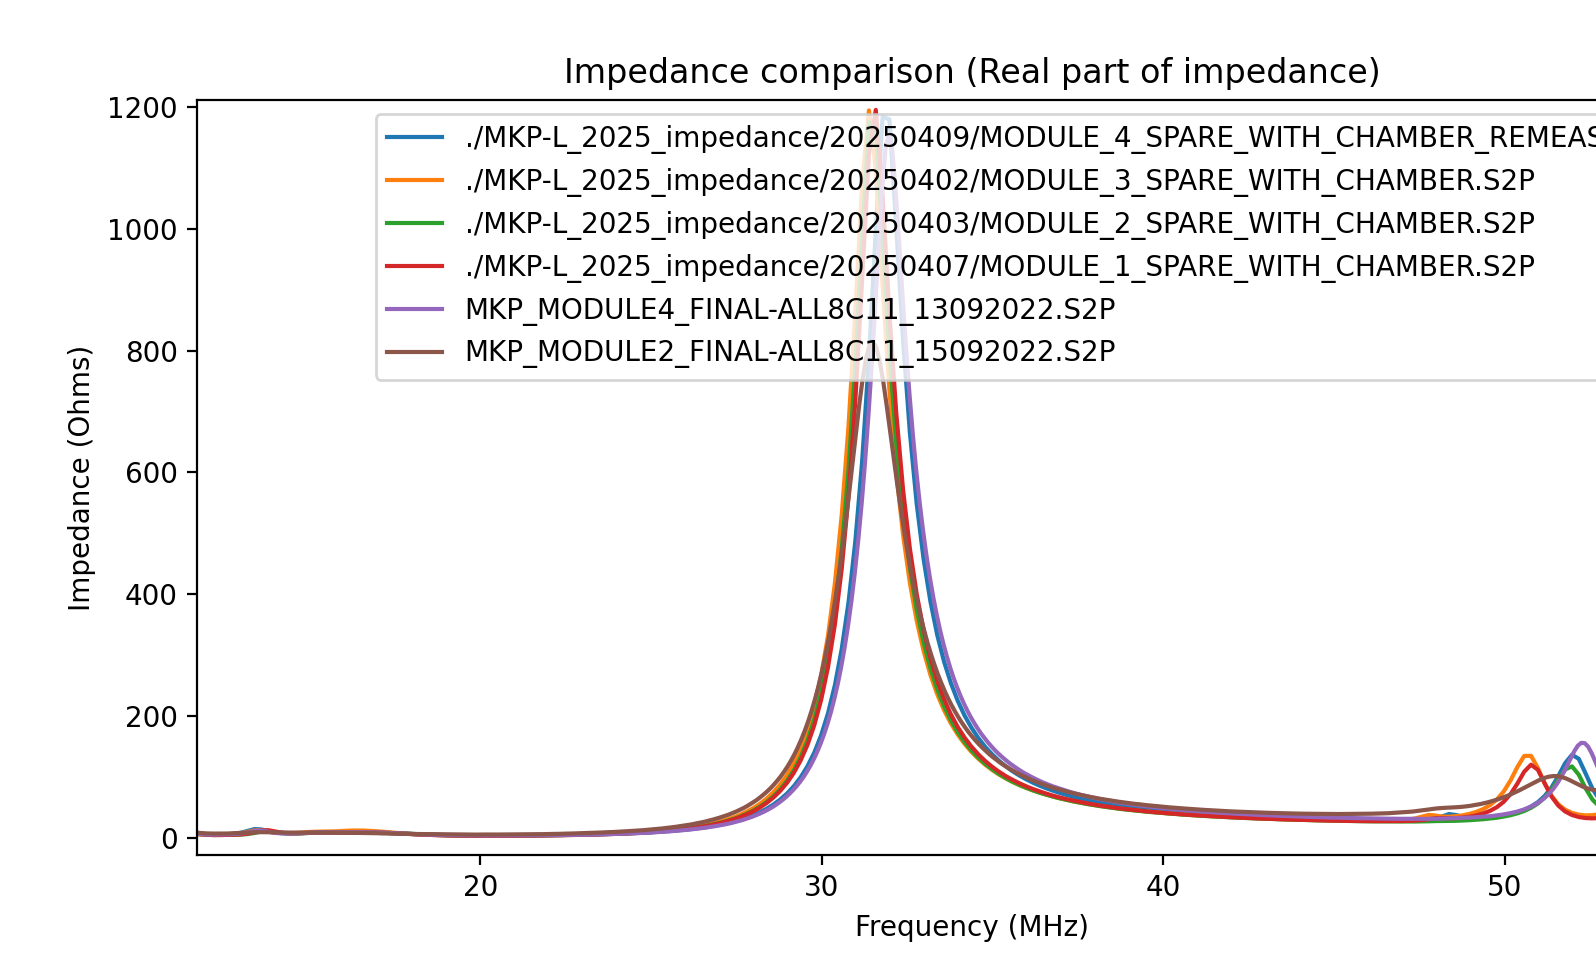 Impedance comparison (Real part of impedance)
1200
1000
800
600
400
200
0
Impedance (Ohms)
./MKP-L_2025_impedance/20250409/MODULE_4_SPARE_WITH_CHAMBER_REMEAS
./MKP-L_2025_impedance/20250402/MODULE_3_SPARE_WITH_CHAMBER.S2P
./MKP-L_2025_impedance/20250403/MODULE_2_SPARE_WITH_CHAMBER.S2P
./MKP-L_2025_impedance/20250407/MODULE_1_SPARE_WITH_CHAMBER.S2P
MKP_MODULE4_FINAL-ALL8C11_13092022.S2P
MKP_MODULE2_FINAL-ALL8C11_15092022.S2P
20 30 40 50
Frequency (MHz)